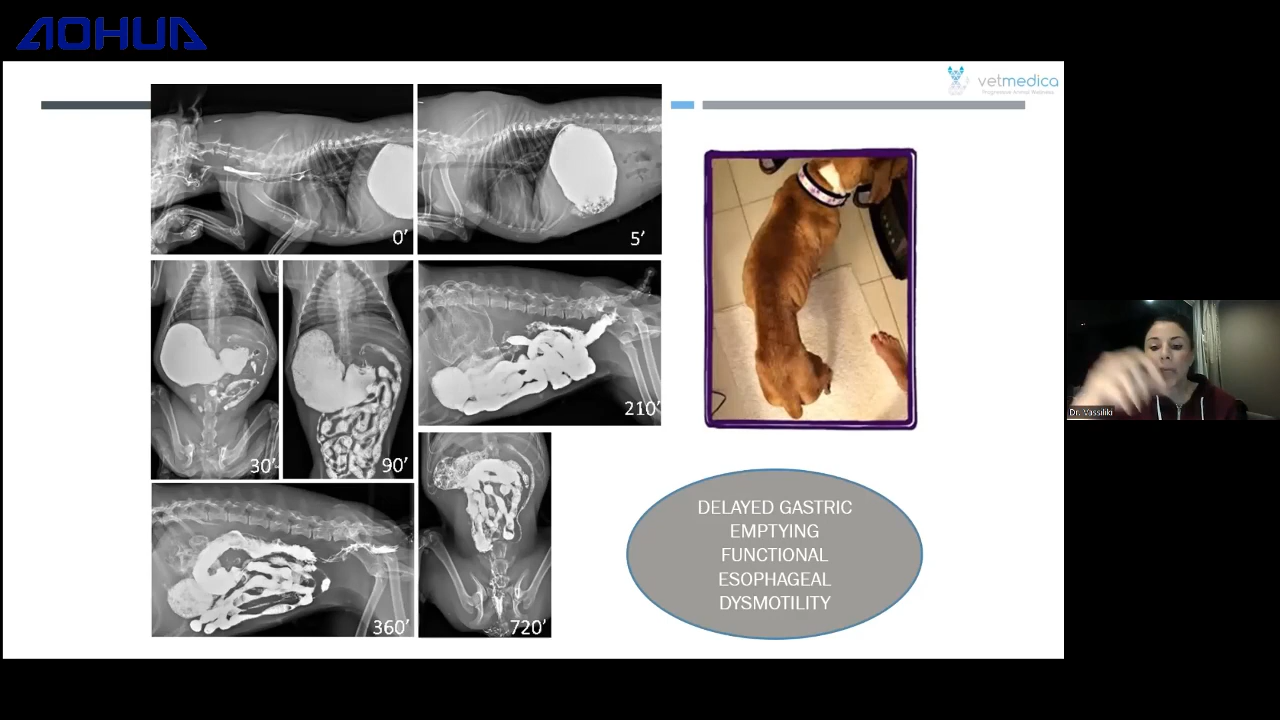 AOHUA
vetmedica
Progressive Animal Wellness
0’
5’
30’
90’
210’
360’
720’
DELAYED GASTRIC
EMPTYING
FUNCTIONAL
ESOPHAGEAL
DYSMOTILITY
Dr. Vassiliki